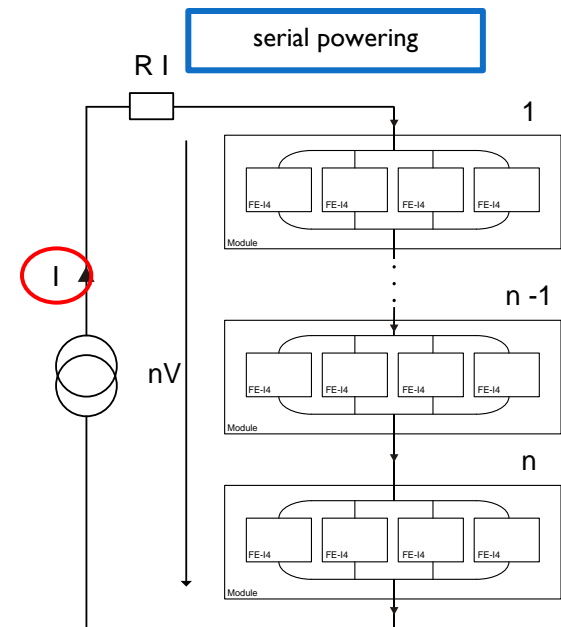 serial powering
R I
1
FE-I4 FE-I4 FE-I4 FE-I4
Module
I
n -1
nV
FE-I4 FE-I4 FE-I4 FE-I4
Module
n
FE-I4 FE-I4 FE-I4 FE-I4
Module